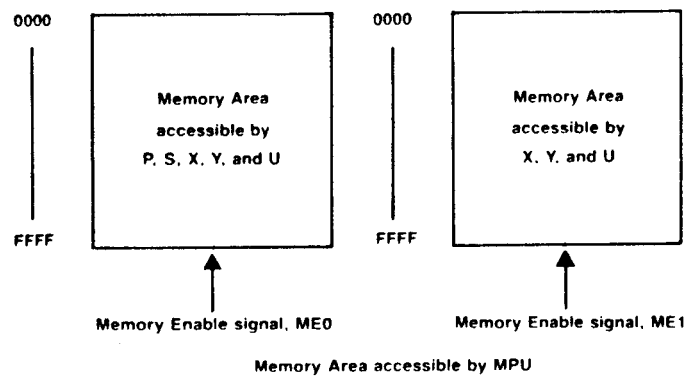 0000
Memory Area
accessible by
P, S, X, Y, and U
FFFF
Memory Enable signal, ME0
0000
Memory Area
accessible by
X, Y, and U
FFFF
Memory Enable signal, ME1
Memory Area accessible by MPU